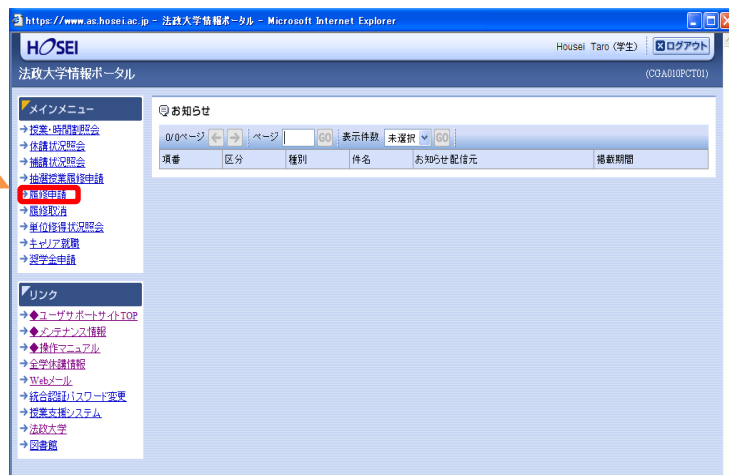 https://www.as.hosei.ac.jp - 法政大学情報ポータル - Microsoft Internet Explorer
HOSEI
Housei Taro (学生) ログアウト
法政大学情報ポータル (CGA010PCT01)
メインメニュー
授業・時間割照会
休講状況照会
補講状況照会
抽選授業履修申請
履修申請
履修取消
単位修得状況照会
キャリア就職
奨学金申請
お知らせ
0/0ページ ページ GO 表示件数 未選択 GO
項番 区分 種別 件名 お知らせ配信元 掲載期間
リンク
◆ユーザサポートサイトTOP
◆メンテナンス情報
◆操作マニュアル
全学休講情報
Webメール
統合認証パスワード変更
授業支援システム
法政大学
図書館